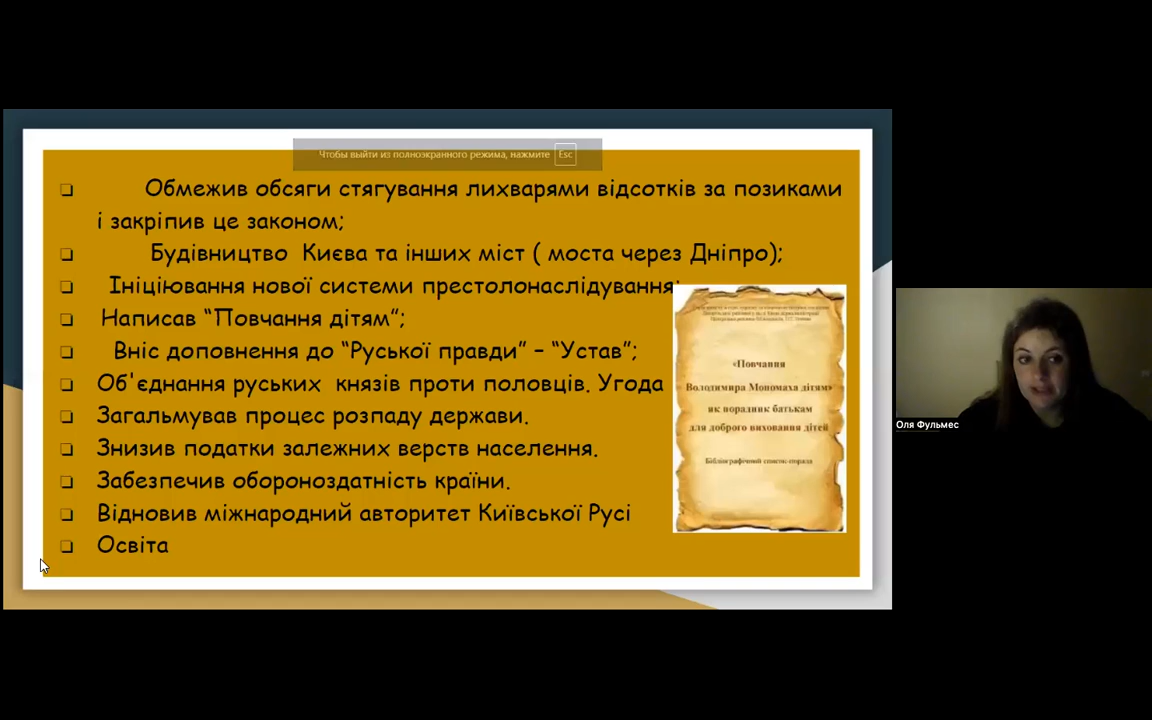 Чтобы выйти из полноэкранного режима, нажмите Esc
❏ Обмежив обсяги стягування лихварями відсотків за позиками
і закріпив це законом;
❏ Будівництво Києва та інших міст ( моста через Дніпро);
❏ Ініціювання нової системи престолонаслідування;
❏ Написав “Повчання дітям”;
❏ Вніс доповнення до “Руської правди” – “Устав”;
❏ Об'єднання руських князів проти половців. Угода
❏ Загальмував процес розпаду держави.
❏ Знизив податки залежних верств населення.
❏ Забезпечив обороноздатність країни.
❏ Відновив міжнародний авторитет Київської Русі
❏ Освіта
«Повчання
Володимира Мономаха дітям»
як порадник батькам
для доброго виховання дітей
Бібліографічний список-порада
Оля Фульмес